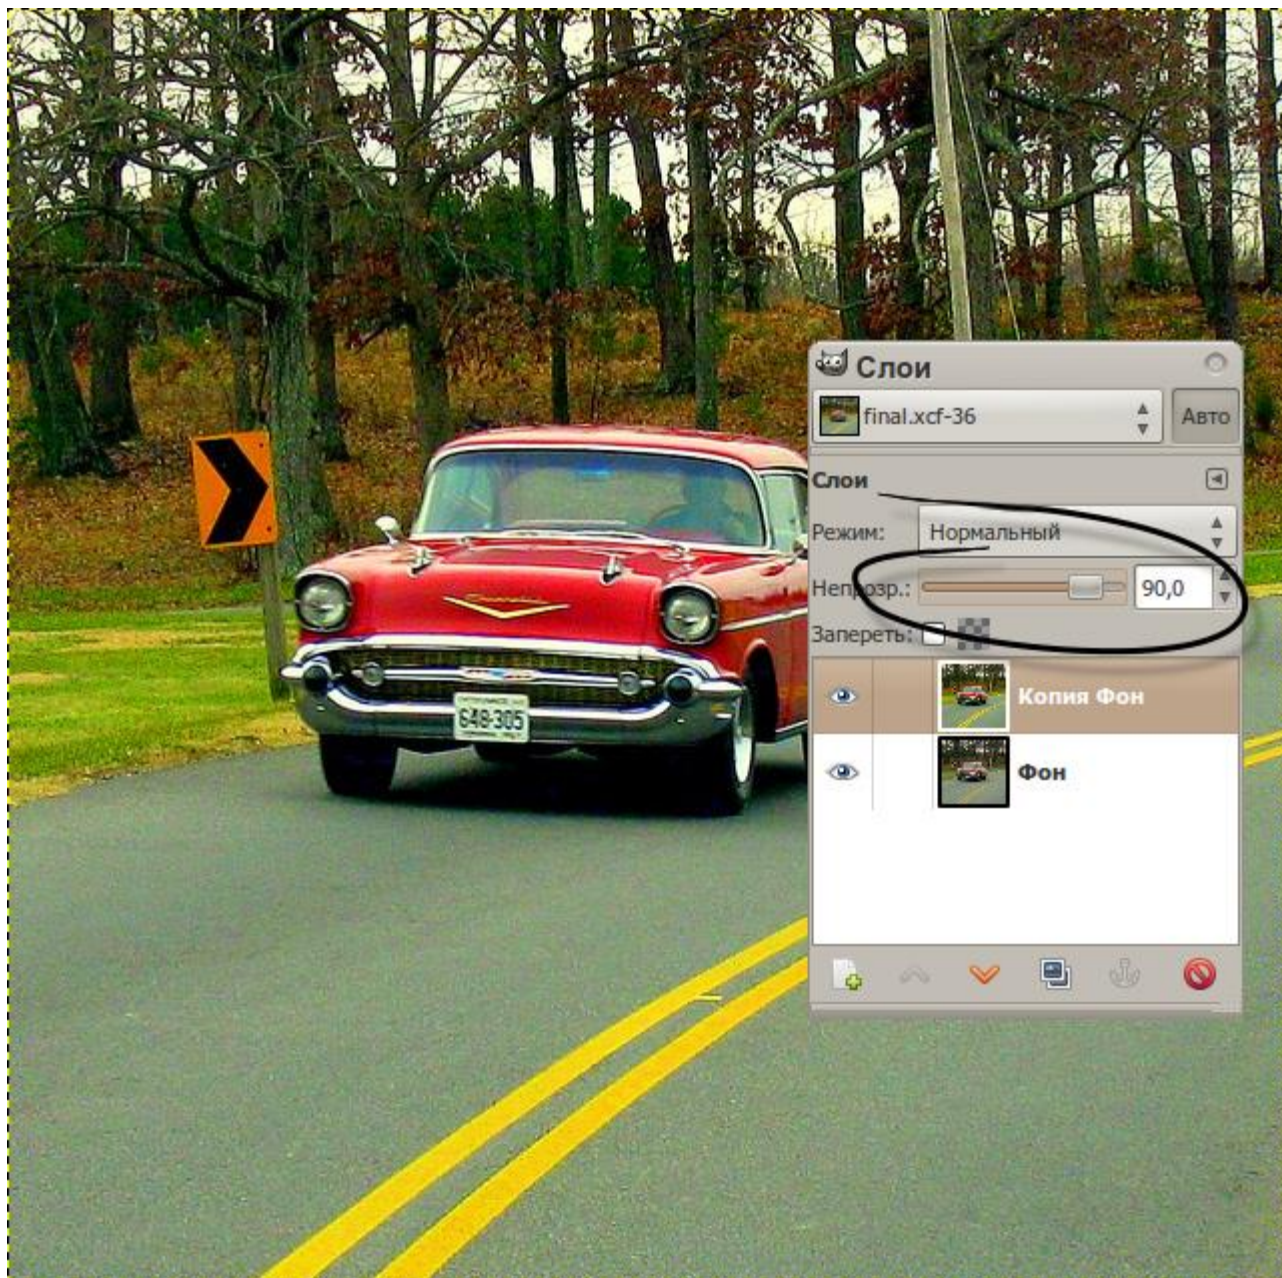 Слои
final.xcf-36
Авто
Слои
Режим: Нормальный
Непрозр.: 90,0
Запереть:
Копия Фон
Фон
648·305